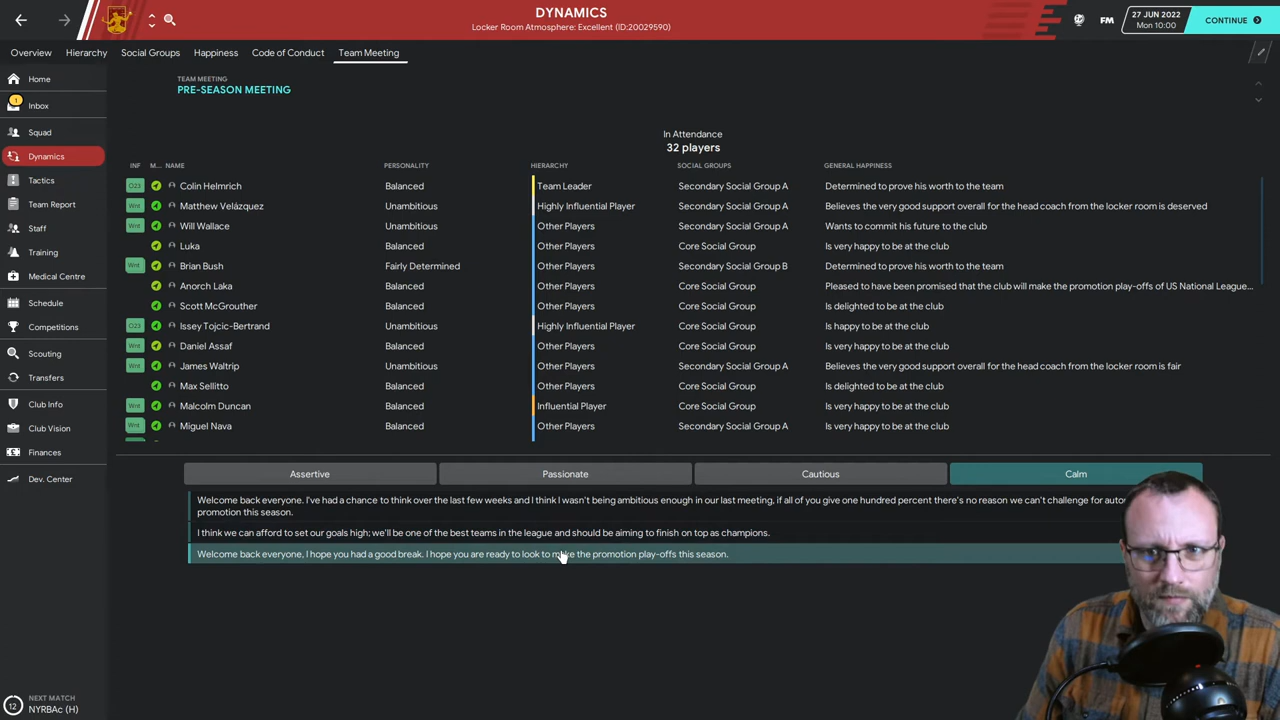 DYNAMICS
Locker Room Atmosphere: Excellent (ID:20029590)
27 JUN 2022
Mon 10:00
FM
CONTINUE
Overview Hierarchy Social Groups Happiness Code of Conduct Team Meeting
Home
Inbox
1
Squad
Dynamics
Tactics
Team Report
Staff
Training
Medical Centre
Schedule
Competitions
Scouting
Transfers
Club Info
Club Vision
Finances
Dev. Center
12
NEXT MATCH
NYRBAc (H)
TEAM MEETING
PRE-SEASON MEETING
In Attendance
32 players
INF M... NAME PERSONALITY HIERARCHY SOCIAL GROUPS GENERAL HAPPINESS
O23 Colin Helmrich Balanced Team Leader Secondary Social Group A Determined to prove his worth to the team
Wnt Matthew Velázquez Unambitious Highly Influential Player Secondary Social Group A Believes the very good support overall for the head coach from the locker room is deserved
Wnt Will Wallace Unambitious Other Players Secondary Social Group A Wants to commit his future to the club
Luka Balanced Other Players Core Social Group Is very happy to be at the club
Wnt Brian Bush Fairly Determined Other Players Secondary Social Group B Determined to prove his worth to the team
Anorch Laka Balanced Other Players Core Social Group Pleased to have been promised that the club will make the promotion play-offs of US National League...
Scott McGrouther Balanced Other Players Core Social Group Is delighted to be at the club
O23 Issey Tojcic-Bertrand Unambitious Highly Influential Player Core Social Group Is happy to be at the club
Wnt Daniel Assaf Balanced Other Players Core Social Group Is very happy to be at the club
Wnt James Waltrip Unambitious Other Players Secondary Social Group A Believes the very good support overall for the head coach from the locker room is fair
Max Sellitto Balanced Other Players Core Social Group Is delighted to be at the club
Wnt Malcolm Duncan Balanced Influential Player Core Social Group Is very happy to be at the club
Wnt Miguel Nava Balanced Other Players Secondary Social Group A Is very happy to be at the club
Assertive Passionate Cautious Calm
Welcome back everyone. I've had a chance to think over the last few weeks and I think I wasn't being ambitious enough in our last meeting, if all of you give one hundred percent there's no reason we can't challenge for
promotion this season.
I think we can afford to set our goals high; we'll be one of the best teams in the league and should be aiming to finish on top as champions.
Welcome back everyone, I hope you had a good break. I hope you are ready to look to make the promotion play-offs this season.